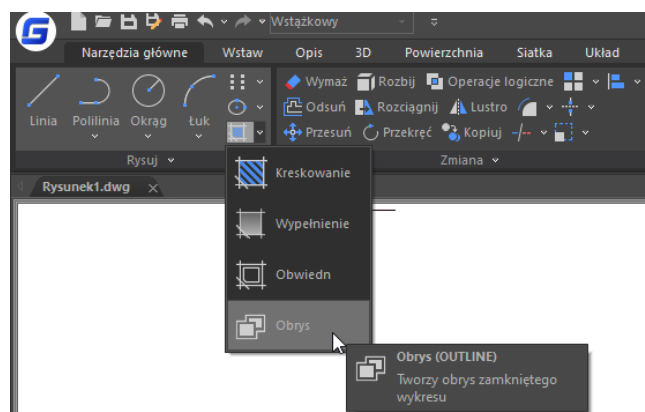 Wstążkowy
Narzędzia główne Wstaw Opis 3D Powierzchnia Siatka Układ
Wymaż Rozbij Operacje logiczne
Linia Polilinia Okrąg Łuk Odsuń Rozciągnij Lustro
Przesuń Przekręć Kopiuj
Rysuj Zmiana
Rysunek1.dwg
Kreskowanie
Wypełnienie
Obwiedn
Obrys
Obrys (OUTLINE)
Tworzy obrys zamkniętego
wykresu